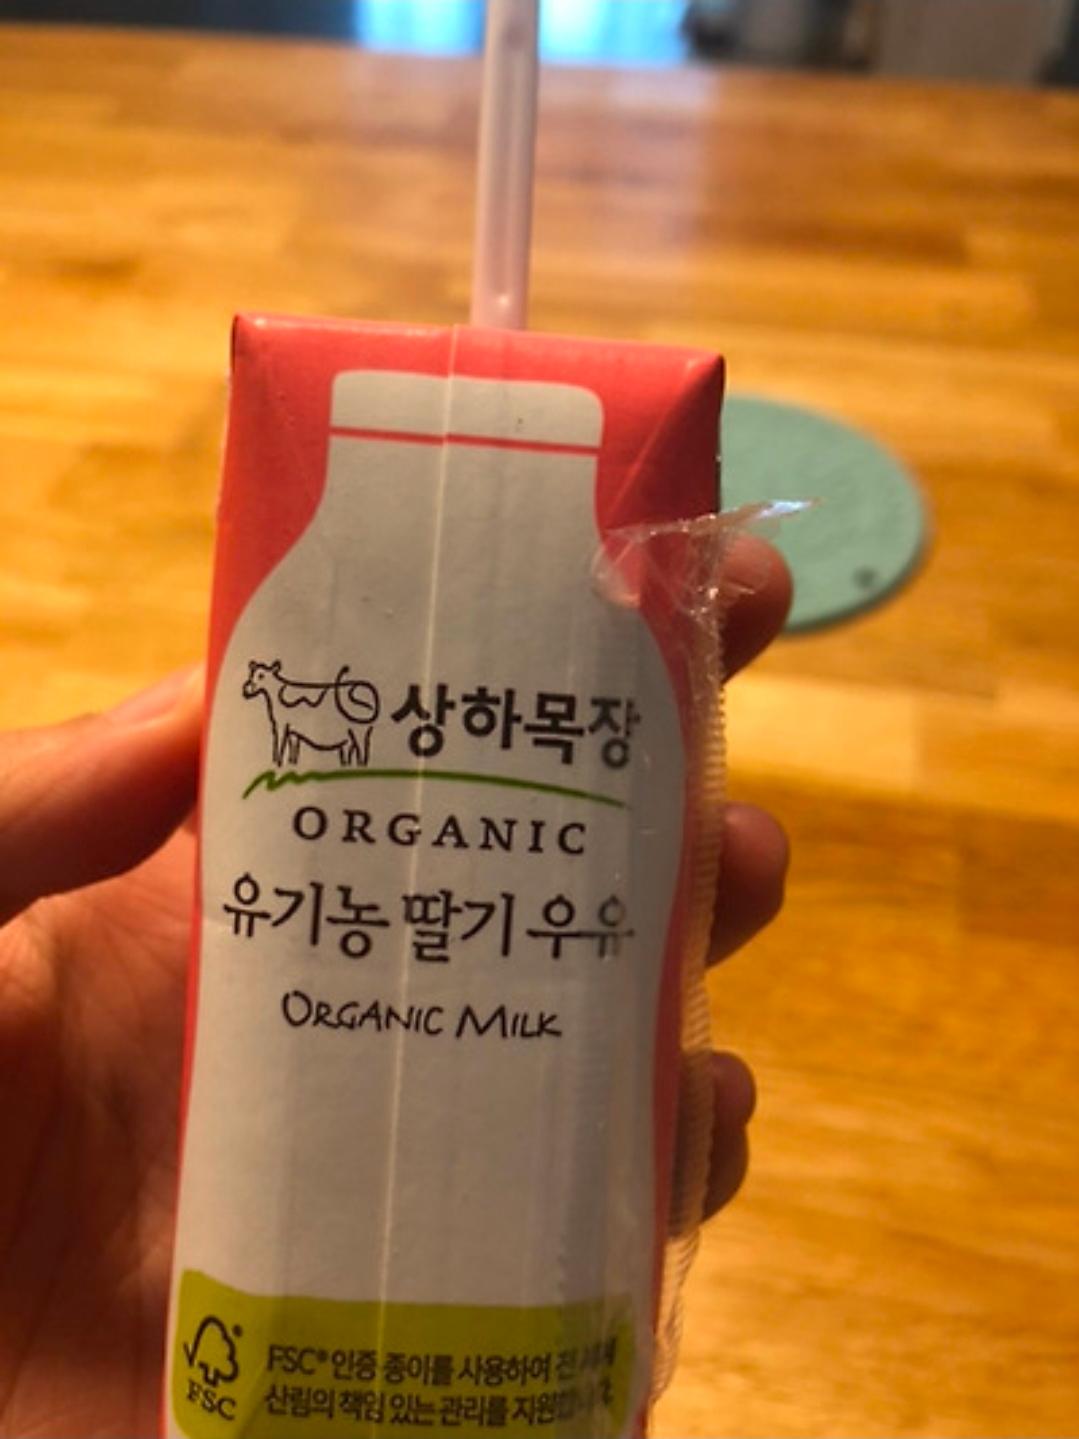 상하목장
ORGANIC
유기농 딸기 우유
ORGANIC MILK
FSC
FSC® 인증 종이를 사용하여
산림의 책임 있는 관리를